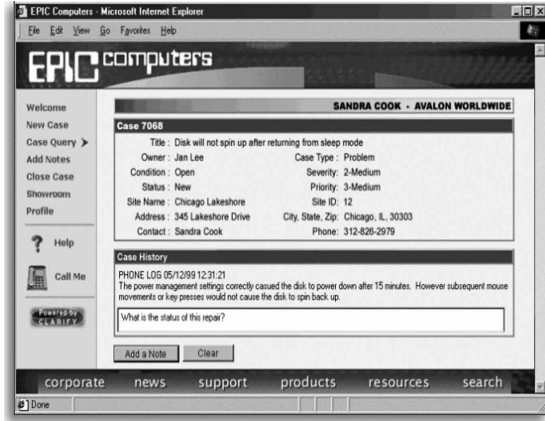 EPIC Computers - Microsoft Internet Explorer
File Edit View Go Favorites Help
EPIC computers
Welcome
New Case
Case Query
Add Notes
Close Case
Showroom
Profile
Help
Call Me
Powered by
CLARIFY
SANDRA COOK - AVALON WORLDWIDE
Case 7068
Title : Disk will not spin up after returning from sleep mode
Owner : Jan Lee Case Type : Problem
Condition : Open Severity: 2-Medium
Status : New Priority: 3-Medium
Site Name : Chicago Lakeshore Site ID: 12
Address : 345 Lakeshore Drive City, State, Zip: Chicago, IL, 30303
Contact : Sandra Cook Phone: 312-826-2979
Case History
PHONE LOG 05/12/99 12:31:21
The power management settings correctly casued the disk to power down after 15 minutes. However subsequent mouse
movements or key presses would not cause the disk to spin back up.
What is the status of this repair?
Add a Note Clear
corporate news support products resources search
Done